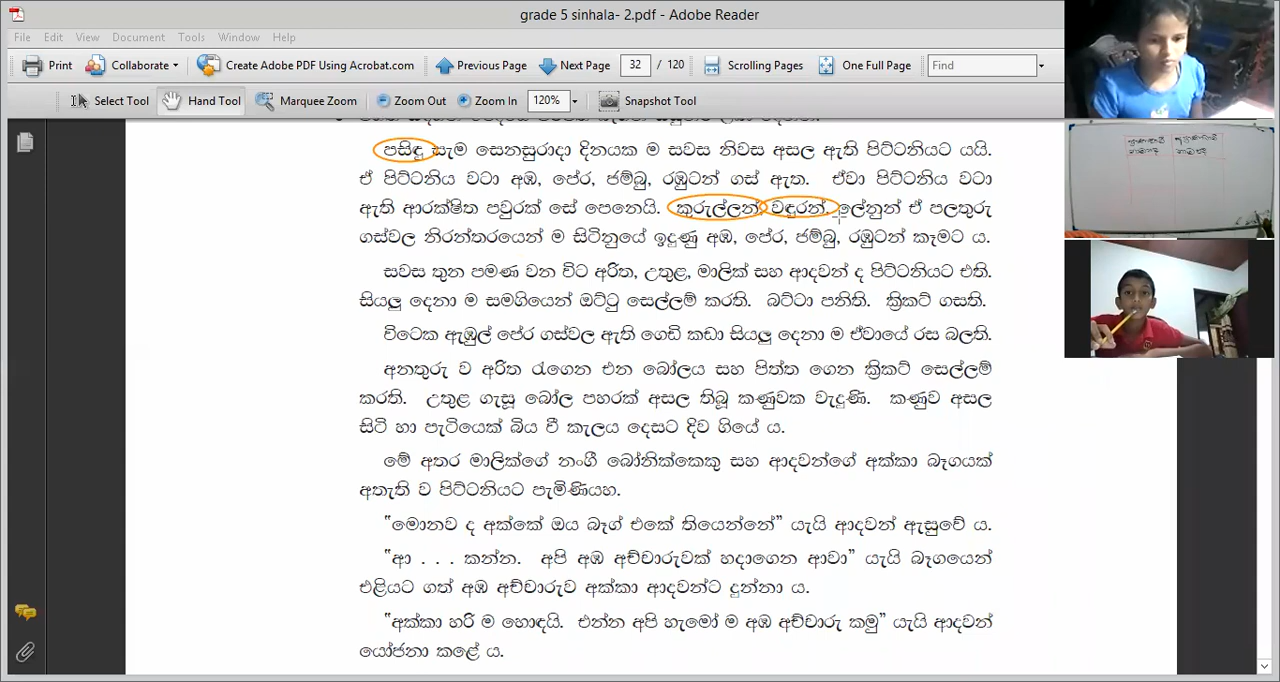 grade 5 sinhala- 2.pdf - Adobe Reader
File Edit View Document Tools Window Help
Print Collaborate Create Adobe PDF Using Acrobat.com Previous Page Next Page 32 / 120 Scrolling Pages One Full Page Find
Select Tool Hand Tool Marquee Zoom Zoom Out Zoom In 120% Snapshot Tool
පසිඳු සැම සෙනසුරාදා දිනයක ම සවස නිවස අසල ඇති පිට්ටනියට යයි.
ඒ පිට්ටනිය වටා අඹ, පේර, ජම්බු, රඹුටන් ගස් ඇත. ඒවා පිට්ටනිය වටා
ඇති ආරක්ෂිත පවුරක් සේ පෙනෙයි. කුරුල්ලන්, වඳුරන්, ලේනුන් ඒ පලතුරු
ගස්වල නිරන්තරයෙන් ම සිටිනුයේ ඉදුණු අඹ, පේර, ජම්බු, රඹුටන් කෑමට ය.
සවස තුන පමණ වන විට අරිත, උතුළ, මාලික් සහ ආදවන් ද පිට්ටනියට එති.
සියලු දෙනා ම සමගියෙන් ඔට්ටු සෙල්ලම් කරති. බට්ටා පනිති. ක්‍රිකට් ගසති.
විටෙක ඇඹුල් පේර ගස්වල ඇති ගෙඩි කඩා සියලු දෙනා ම ඒවායේ රස බලති.
අනතුරු ව අරිත රැගෙන එන බෝලය සහ පිත්ත ගෙන ක්‍රිකට් සෙල්ලම්
කරති. උතුළ ගැසූ බෝල පහරක් අසල තිබූ කණුවක වැදුණි. කණුව අසල
සිටි හා පැටියෙක් බිය වී කැලය දෙසට දිව ගියේ ය.
මේ අතර මාලික්ගේ නංගී බෝනික්කෙකු සහ ආදවන්ගේ අක්කා බෑගයක්
අතැති ව පිට්ටනියට පැමිණියහ.
"මොනව ද අක්කේ ඔය බෑග් එකේ තියෙන්නේ" යැයි ආදවන් ඇසුවේ ය.
"ආ . . . කන්න. අපි අඹ අච්චාරුවක් හදාගෙන ආවා" යැයි බෑගයෙන්
එළියට ගත් අඹ අච්චාරුව අක්කා ආදවන්ට දුන්නා ය.
"අක්කා හරි ම හොඳයි. එන්න අපි හැමෝ ම අඹ අච්චාරු කමු" යැයි ආදවන්
යෝජනා කළේ ය.